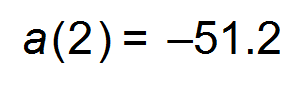 a(2) = –51.2